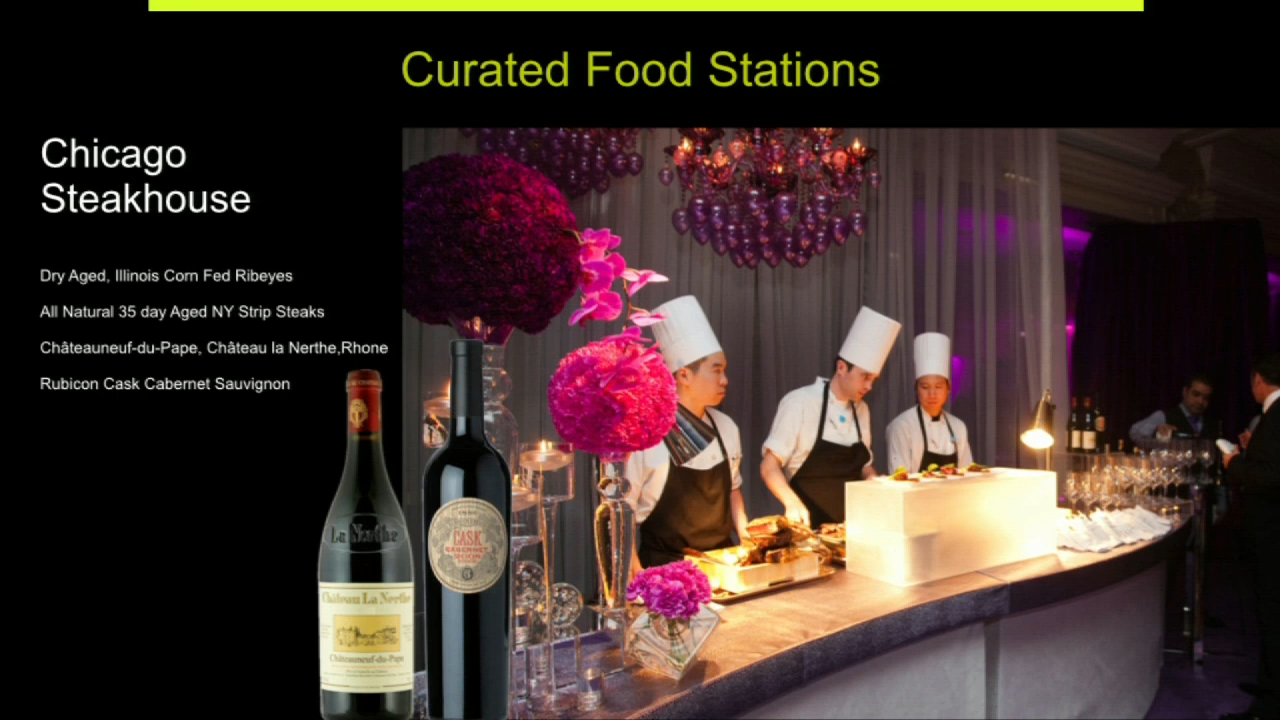 Curated Food Stations
Chicago
Steakhouse
Dry Aged, Illinois Corn Fed Ribeyes
All Natural 35 day Aged NY Strip Steaks
Châteauneuf-du-Pape, Château la Nerthe,Rhone
Rubicon Cask Cabernet Sauvignon
La Nerthe
Château La Nerthe
Châteauneuf-du-Pape
CASK
CABERNET